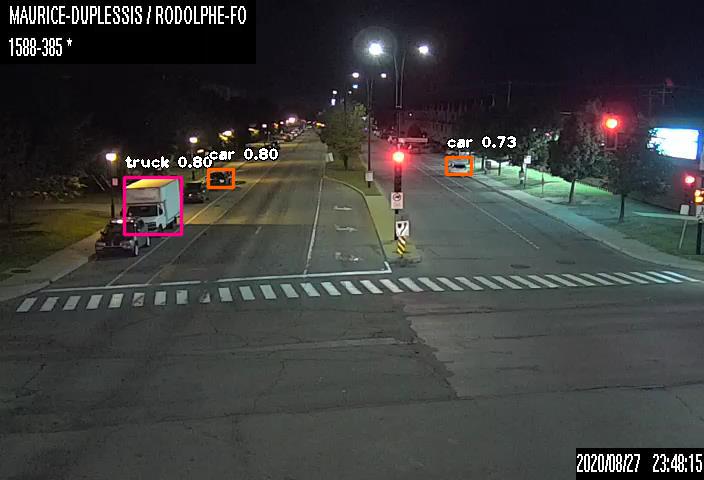 MAURICE-DUPLESSIS / RODOLPHE-FO
1588-385 *
truck 0.80
car 0.80
car 0.73
2020/08/27 23:48:15